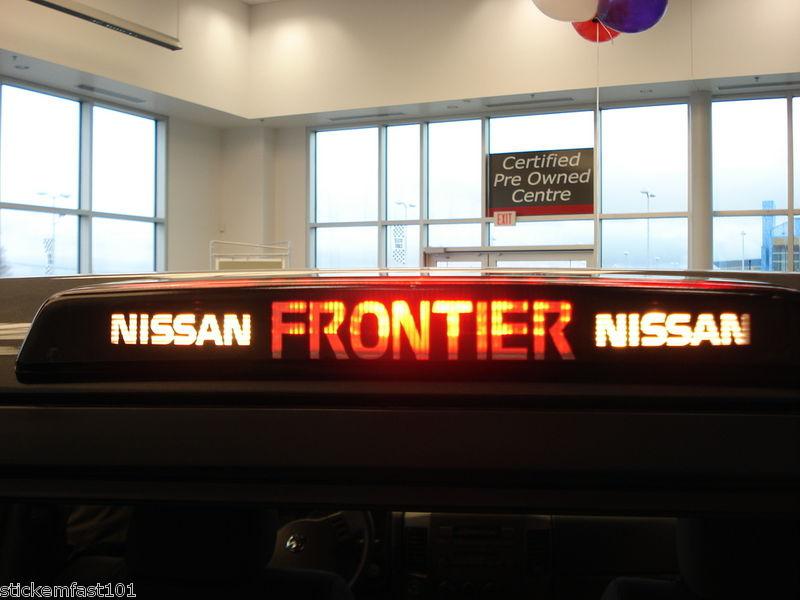 Certified
Pre Owned
Centre
EXIT
NISSAN FRONTIER NISSAN
stickemfast101